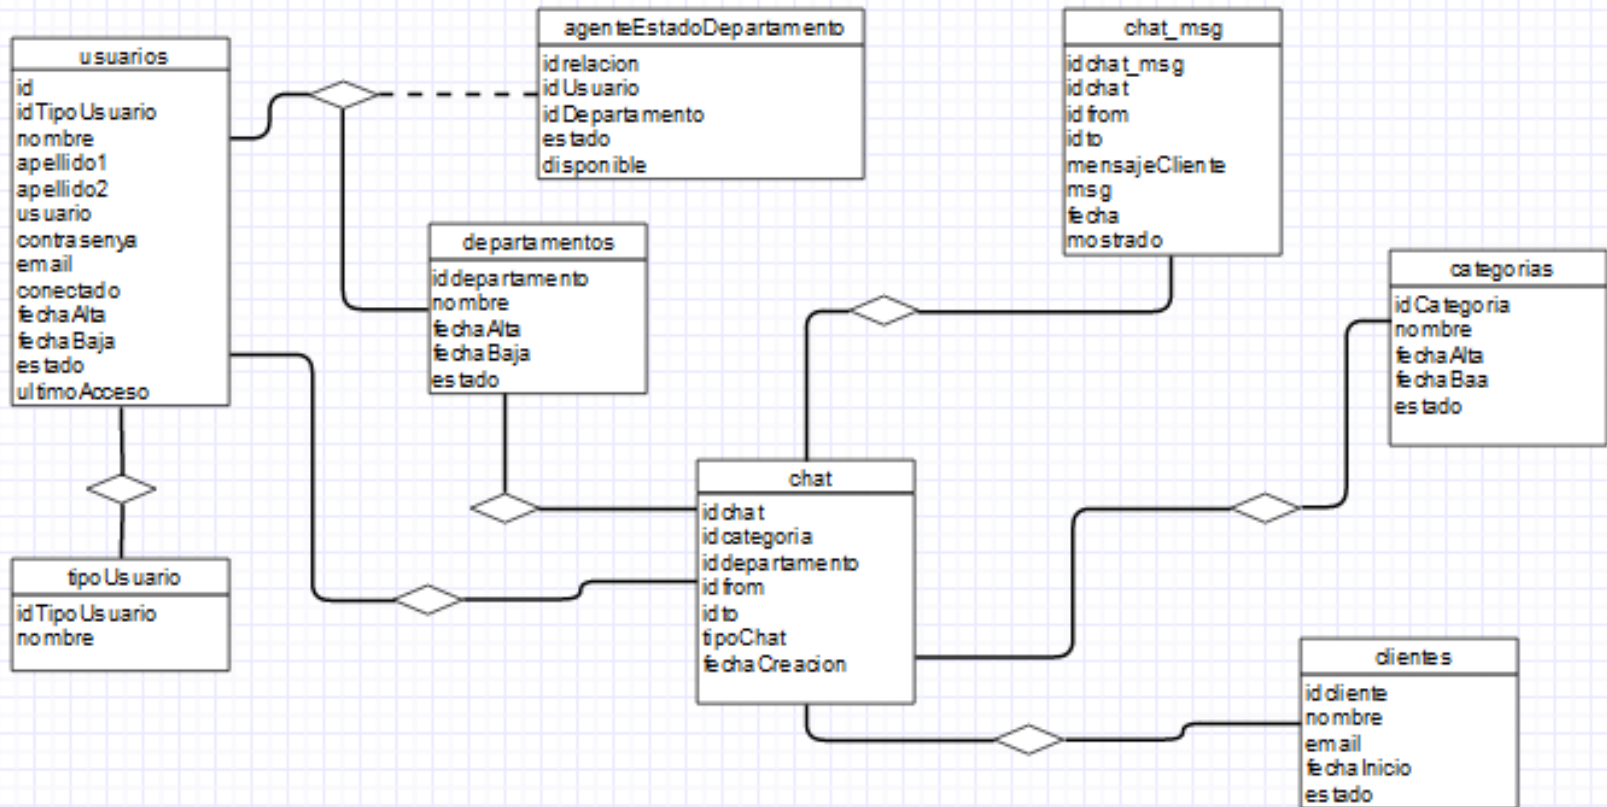 usuarios
id
idTipoUsuario
nombre
apellido1
apellido2
usuario
contrasenya
email
conectado
fechaAlta
fechaBaja
estado
ultimoAcceso
agenteEstadoDepartamento
idrelacion
idUsuario
idDepartamento
estado
disponible
chat_msg
idchat_msg
idchat
idfrom
idto
mensajeCliente
msg
fecha
mostrado
departamentos
iddepartamento
nombre
fechaAlta
fechaBaja
estado
categorias
idCategoria
nombre
fechaAlta
fechaBaa
estado
chat
idchat
idcategoria
iddepartamento
idfrom
idto
tipoChat
fechaCreacion
tipoUsuario
idTipoUsuario
nombre
clientes
idcliente
nombre
email
fechaInicio
estado